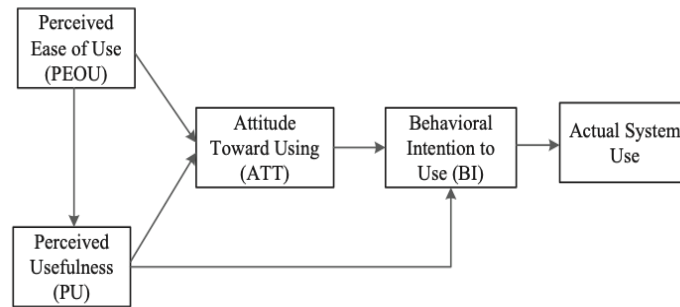 Perceived
Ease of Use
(PEOU)
Attitude
Toward Using
(ATT)
Behavioral
Intention to
Use (BI)
Actual System
Use
Perceived
Usefulness
(PU)